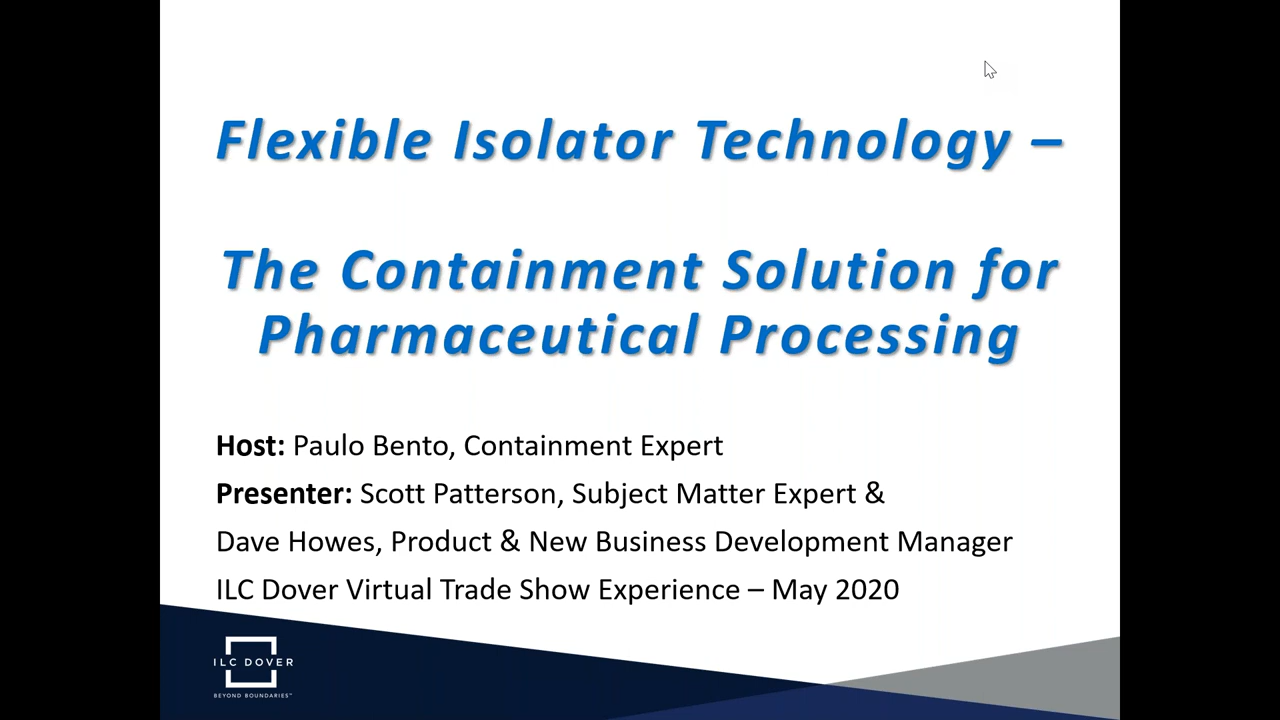 Flexible Isolator Technology –
The Containment Solution for
Pharmaceutical Processing
Host: Paulo Bento, Containment Expert
Presenter: Scott Patterson, Subject Matter Expert &
Dave Howes, Product & New Business Development Manager
ILC Dover Virtual Trade Show Experience – May 2020
ILC DOVER
BEYOND BOUNDARIES™